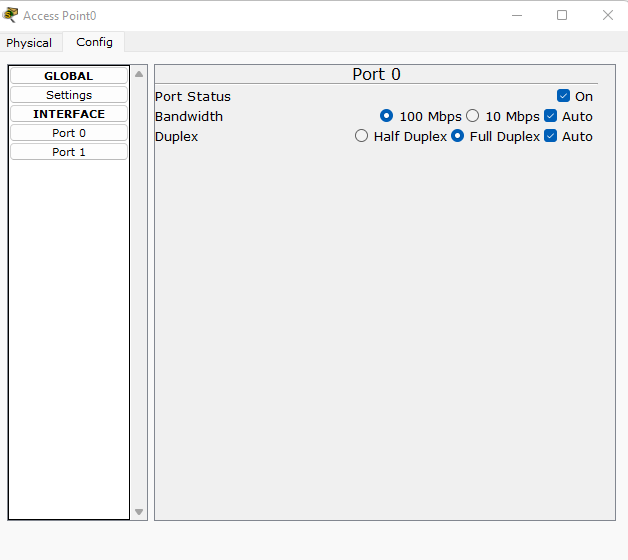 Access Point0
Physical Config
GLOBAL
Settings
INTERFACE
Port 0
Port 1
Port 0
Port Status On
Bandwidth 100 Mbps 10 Mbps Auto
Duplex Half Duplex Full Duplex Auto